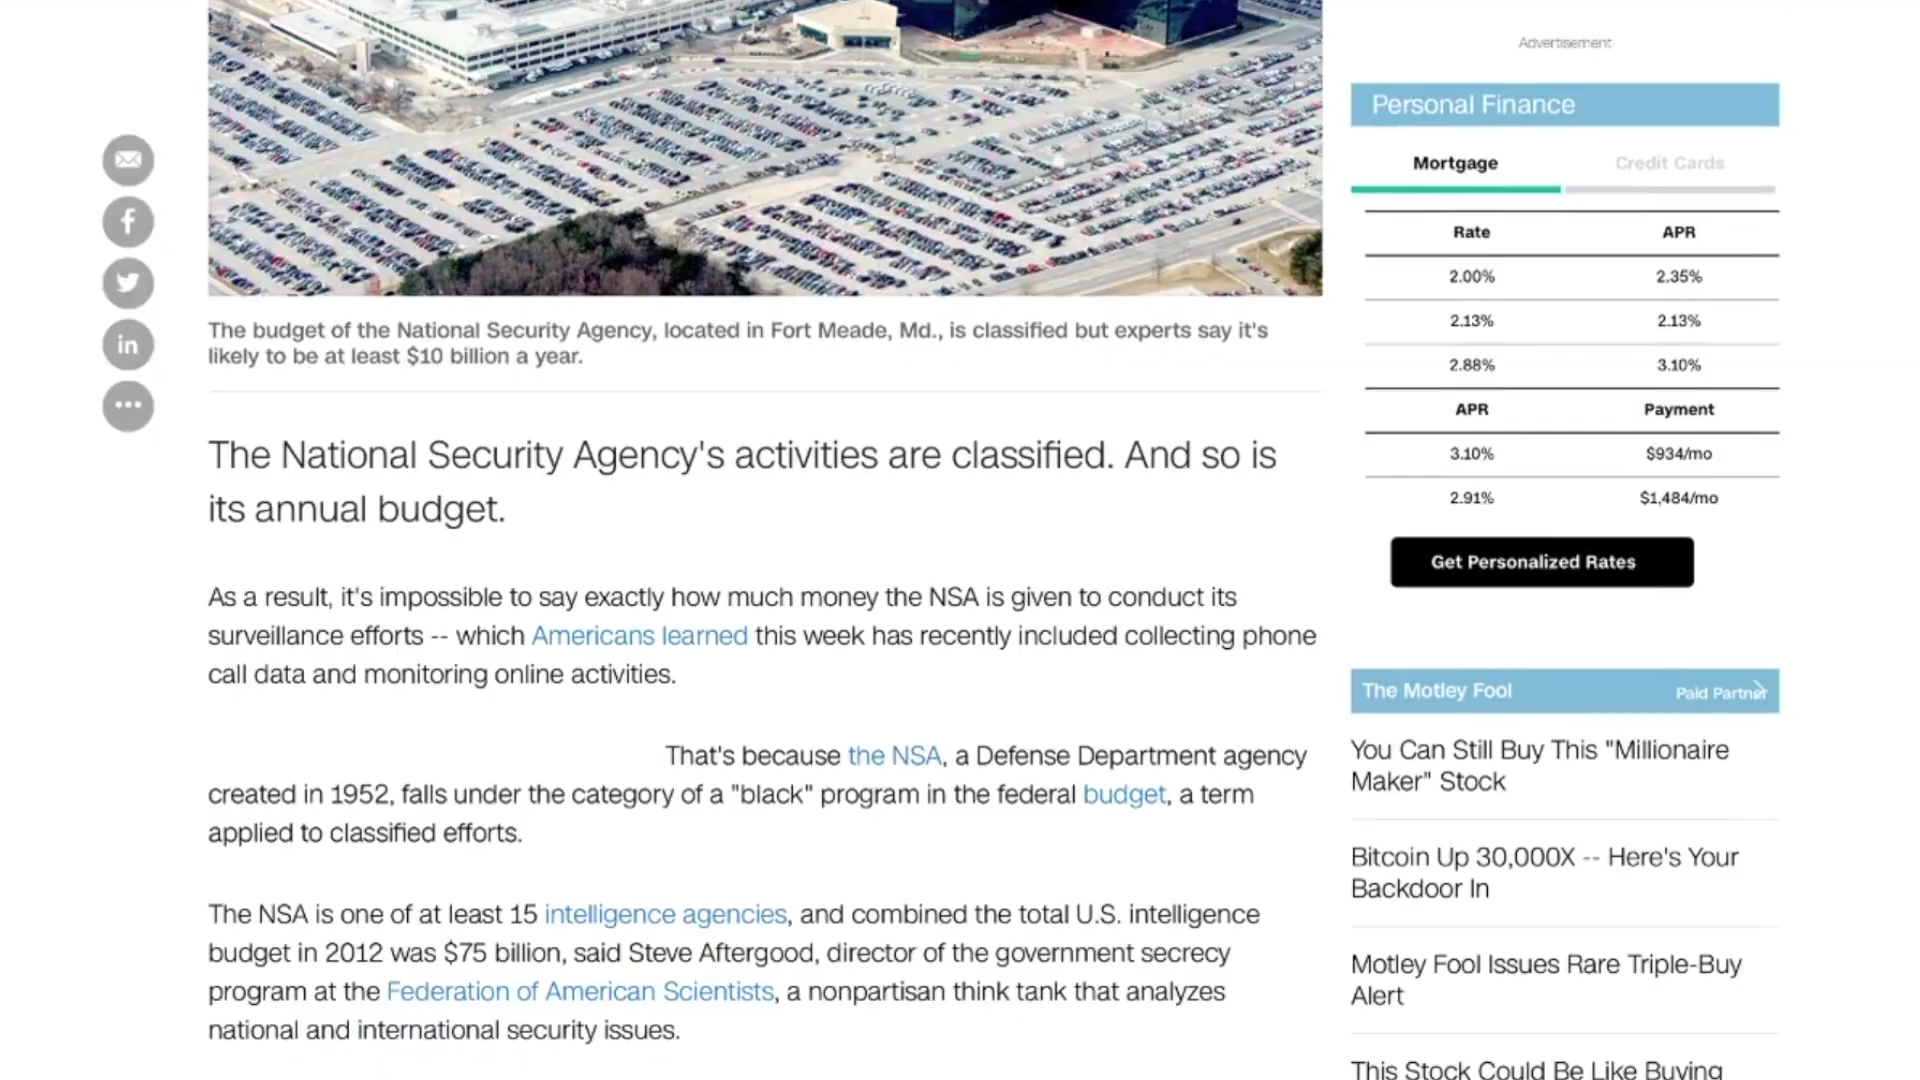 Advertisement
Personal Finance
Mortgage Credit Cards
Rate APR
2.00% 2.35%
2.13% 2.13%
2.88% 3.10%
APR Payment
3.10% $934/mo
2.91% $1,484/mo
Get Personalized Rates
The budget of the National Security Agency, located in Fort Meade, Md., is classified but experts say it's
likely to be at least $10 billion a year.
The National Security Agency's activities are classified. And so is
its annual budget.
As a result, it's impossible to say exactly how much money the NSA is given to conduct its
surveillance efforts -- which Americans learned this week has recently included collecting phone
call data and monitoring online activities.
That's because the NSA, a Defense Department agency
created in 1952, falls under the category of a "black" program in the federal budget, a term
applied to classified efforts.
The NSA is one of at least 15 intelligence agencies, and combined the total U.S. intelligence
budget in 2012 was $75 billion, said Steve Aftergood, director of the government secrecy
program at the Federation of American Scientists, a nonpartisan think tank that analyzes
national and international security issues.
The Motley Fool Paid Partner
You Can Still Buy This "Millionaire
Maker" Stock
Bitcoin Up 30,000X -- Here's Your
Backdoor In
Motley Fool Issues Rare Triple-Buy
Alert
This Stock Could Be Like Buying